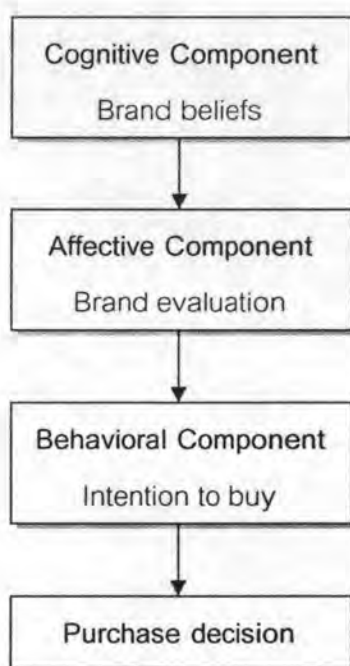 Cognitive Component
Brand beliefs
Affective Component
Brand evaluation
Behavioral Component
Intention to buy
Purchase decision